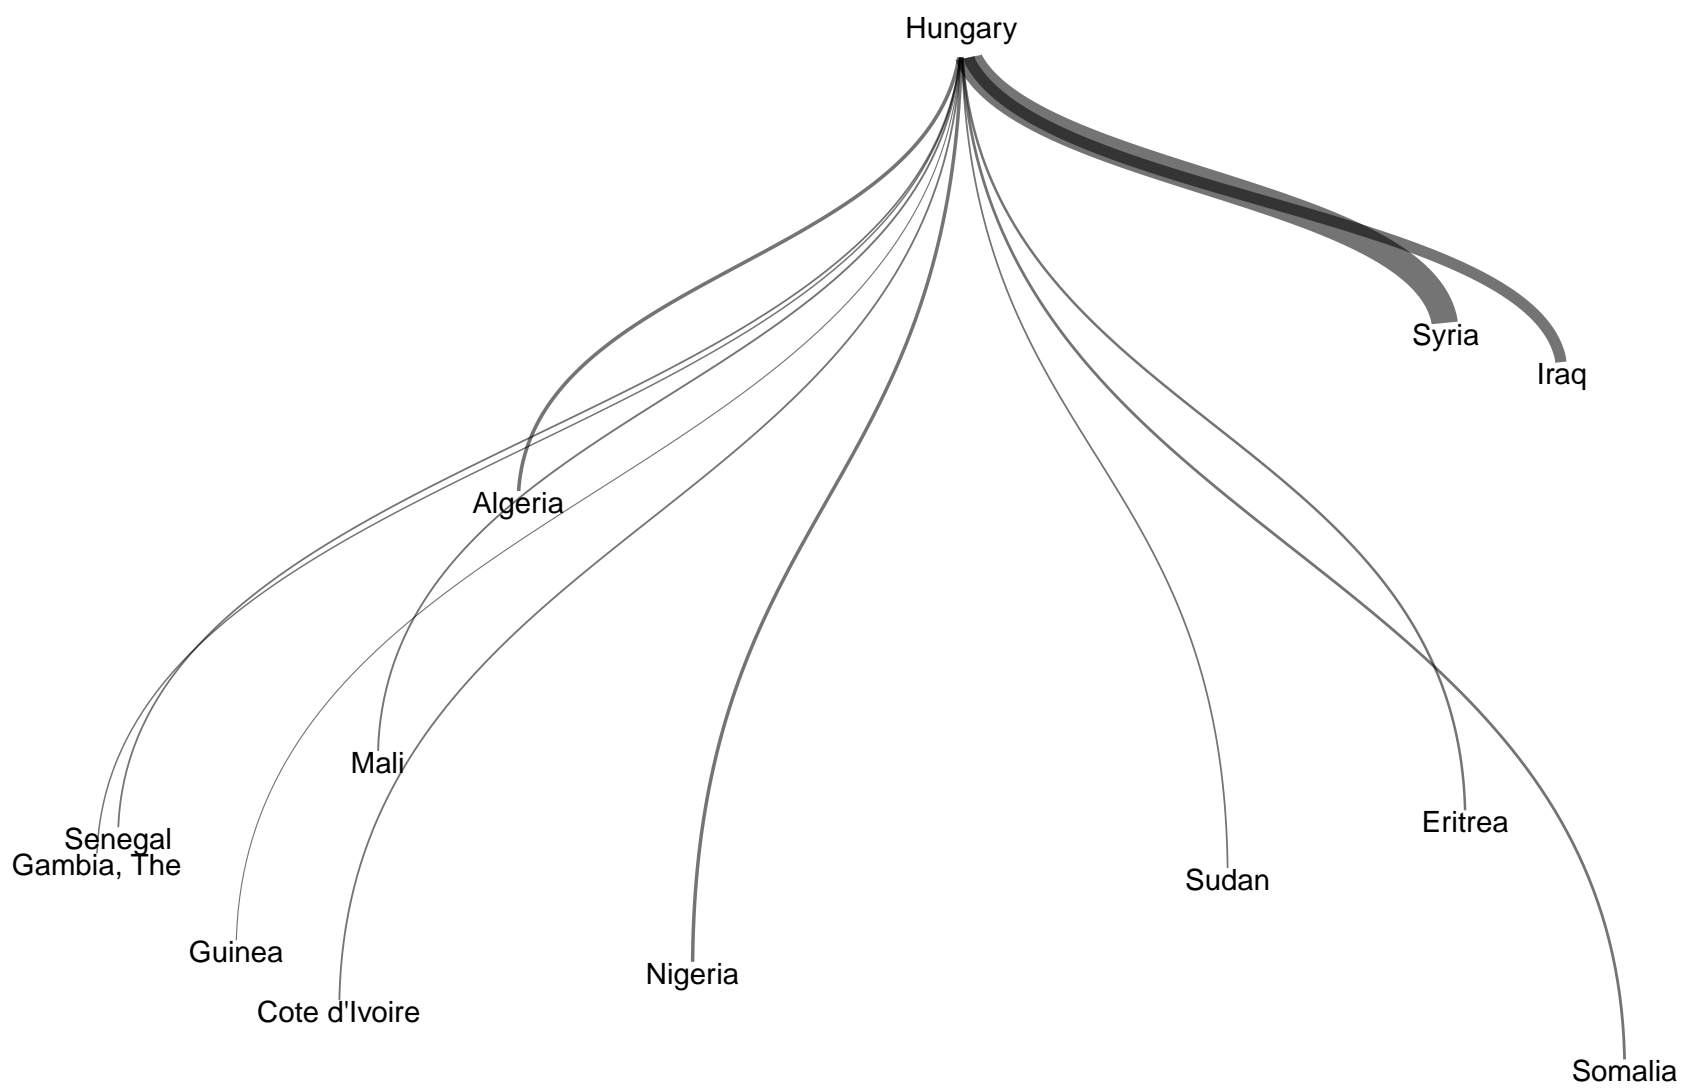 Hungary
Syria
Iraq
Algeria
Mali
Eritrea
Senegal
Gambia, The
Sudan
Guinea
Nigeria
Cote d'Ivoire
Somalia